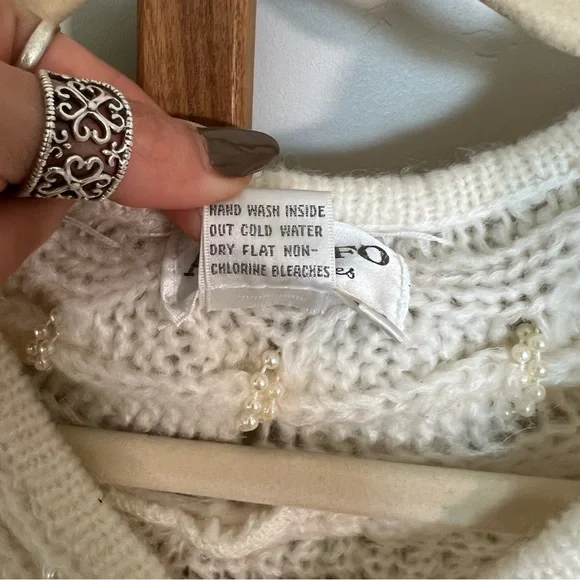 HAND WASH INSIDE
OUT COLD WATER
DRY FLAT NON-
CHLORINE BLEACHES